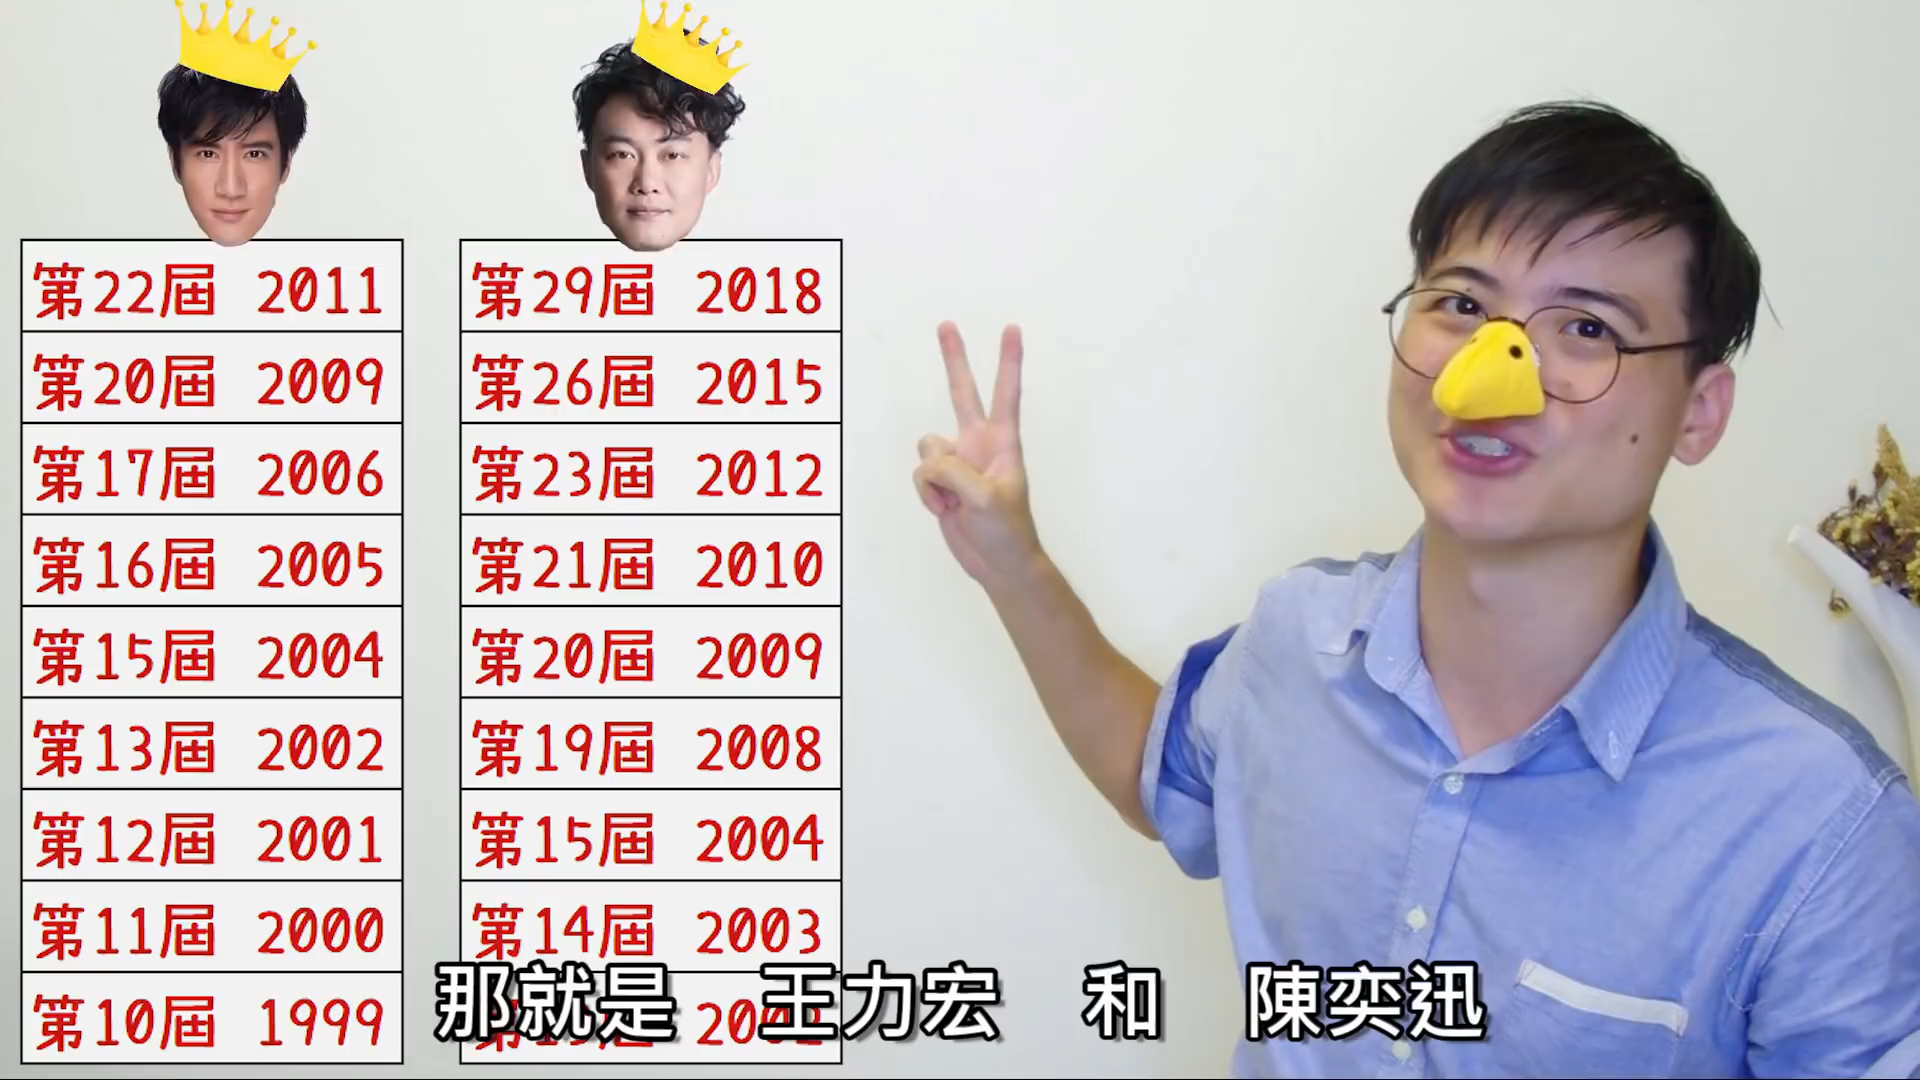 第22屆 2011
第20屆 2009
第17屆 2006
第16屆 2005
第15屆 2004
第13屆 2002
第12屆 2001
第11屆 2000
第10屆 1999
第29屆 2018
第26屆 2015
第23屆 2012
第21屆 2010
第20屆 2009
第19屆 2008
第15屆 2004
第14屆 2003
那就是 王力宏 和 陳奕迅